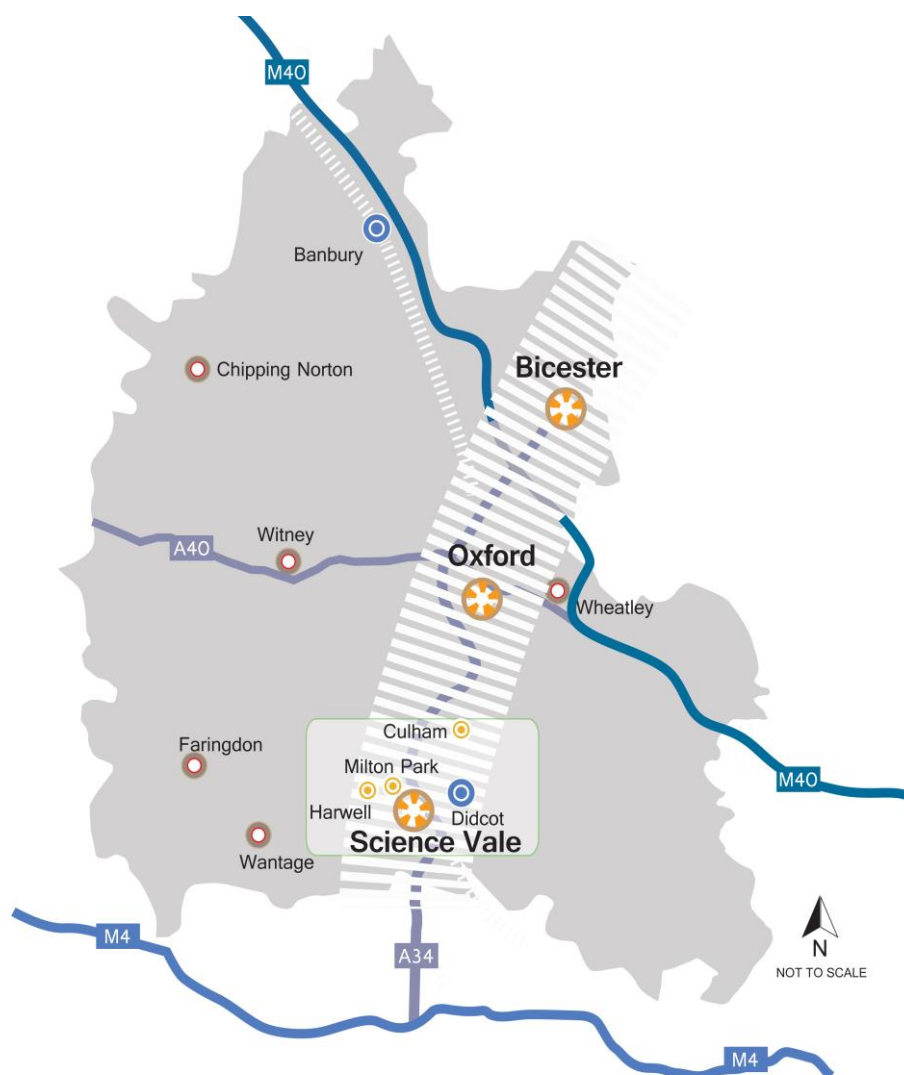 M40
Banbury
Bicester
Chipping Norton
A40
Witney
Oxford
Wheatley
Culham
Faringdon
Milton Park
Harwell
Didcot
Science Vale
Wantage
M40
M4
A34
N
NOT TO SCALE
M4